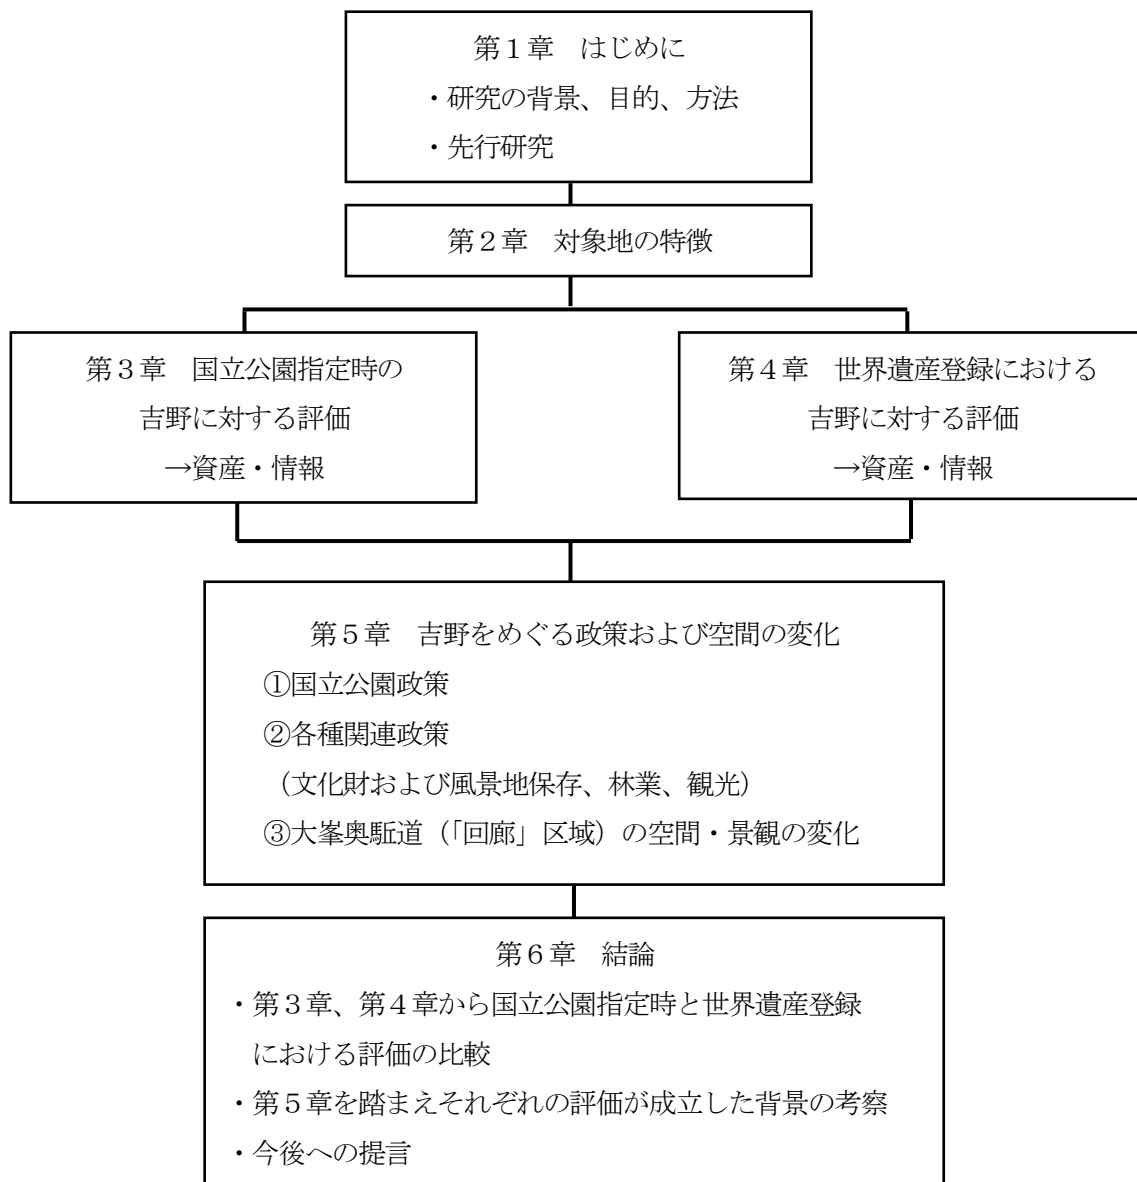 第１章　はじめに
・研究の背景、目的、方法
・先行研究
第２章　対象地の特徴
第３章　国立公園指定時の
吉野に対する評価
→資産・情報
第４章　世界遺産登録における
吉野に対する評価
→資産・情報
第５章　吉野をめぐる政策および空間の変化
①国立公園政策
②各種関連政策
（文化財および風景地保存、林業、観光）
③大峯奥駈道（「回廊」区域）の空間・景観の変化
第６章　結論
・第３章、第４章から国立公園指定時と世界遺産登録
における評価の比較
・第５章を踏まえそれぞれの評価が成立した背景の考察
・今後への提言